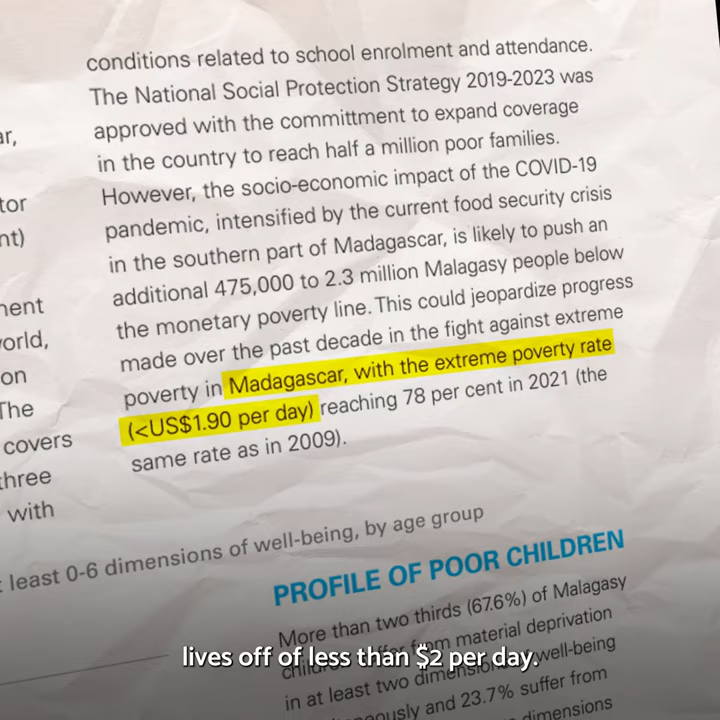 conditions related to school enrolment and attendance.
The National Social Protection Strategy 2019-2023 was
approved with the committment to expand coverage
in the country to reach half a million poor families.
However, the socio-economic impact of the COVID-19
pandemic, intensified by the current food security crisis
in the southern part of Madagascar, is likely to push an
additional 475,000 to 2.3 million Malagasy people below
the monetary poverty line. This could jeopardize progress
made over the past decade in the fight against extreme
poverty in Madagascar, with the extreme poverty rate
(<US$1.90 per day) reaching 78 per cent in 2021 (the
same rate as in 2009).
on
The
covers
three
with
least 0-6 dimensions of well-being, by age group
PROFILE OF POOR CHILDREN
More than two thirds (67.6%) of Malagasy
from material deprivation
in at least two dimensions well-being
and 23.7% suffer from
dimensions
lives off of less than $2 per day.